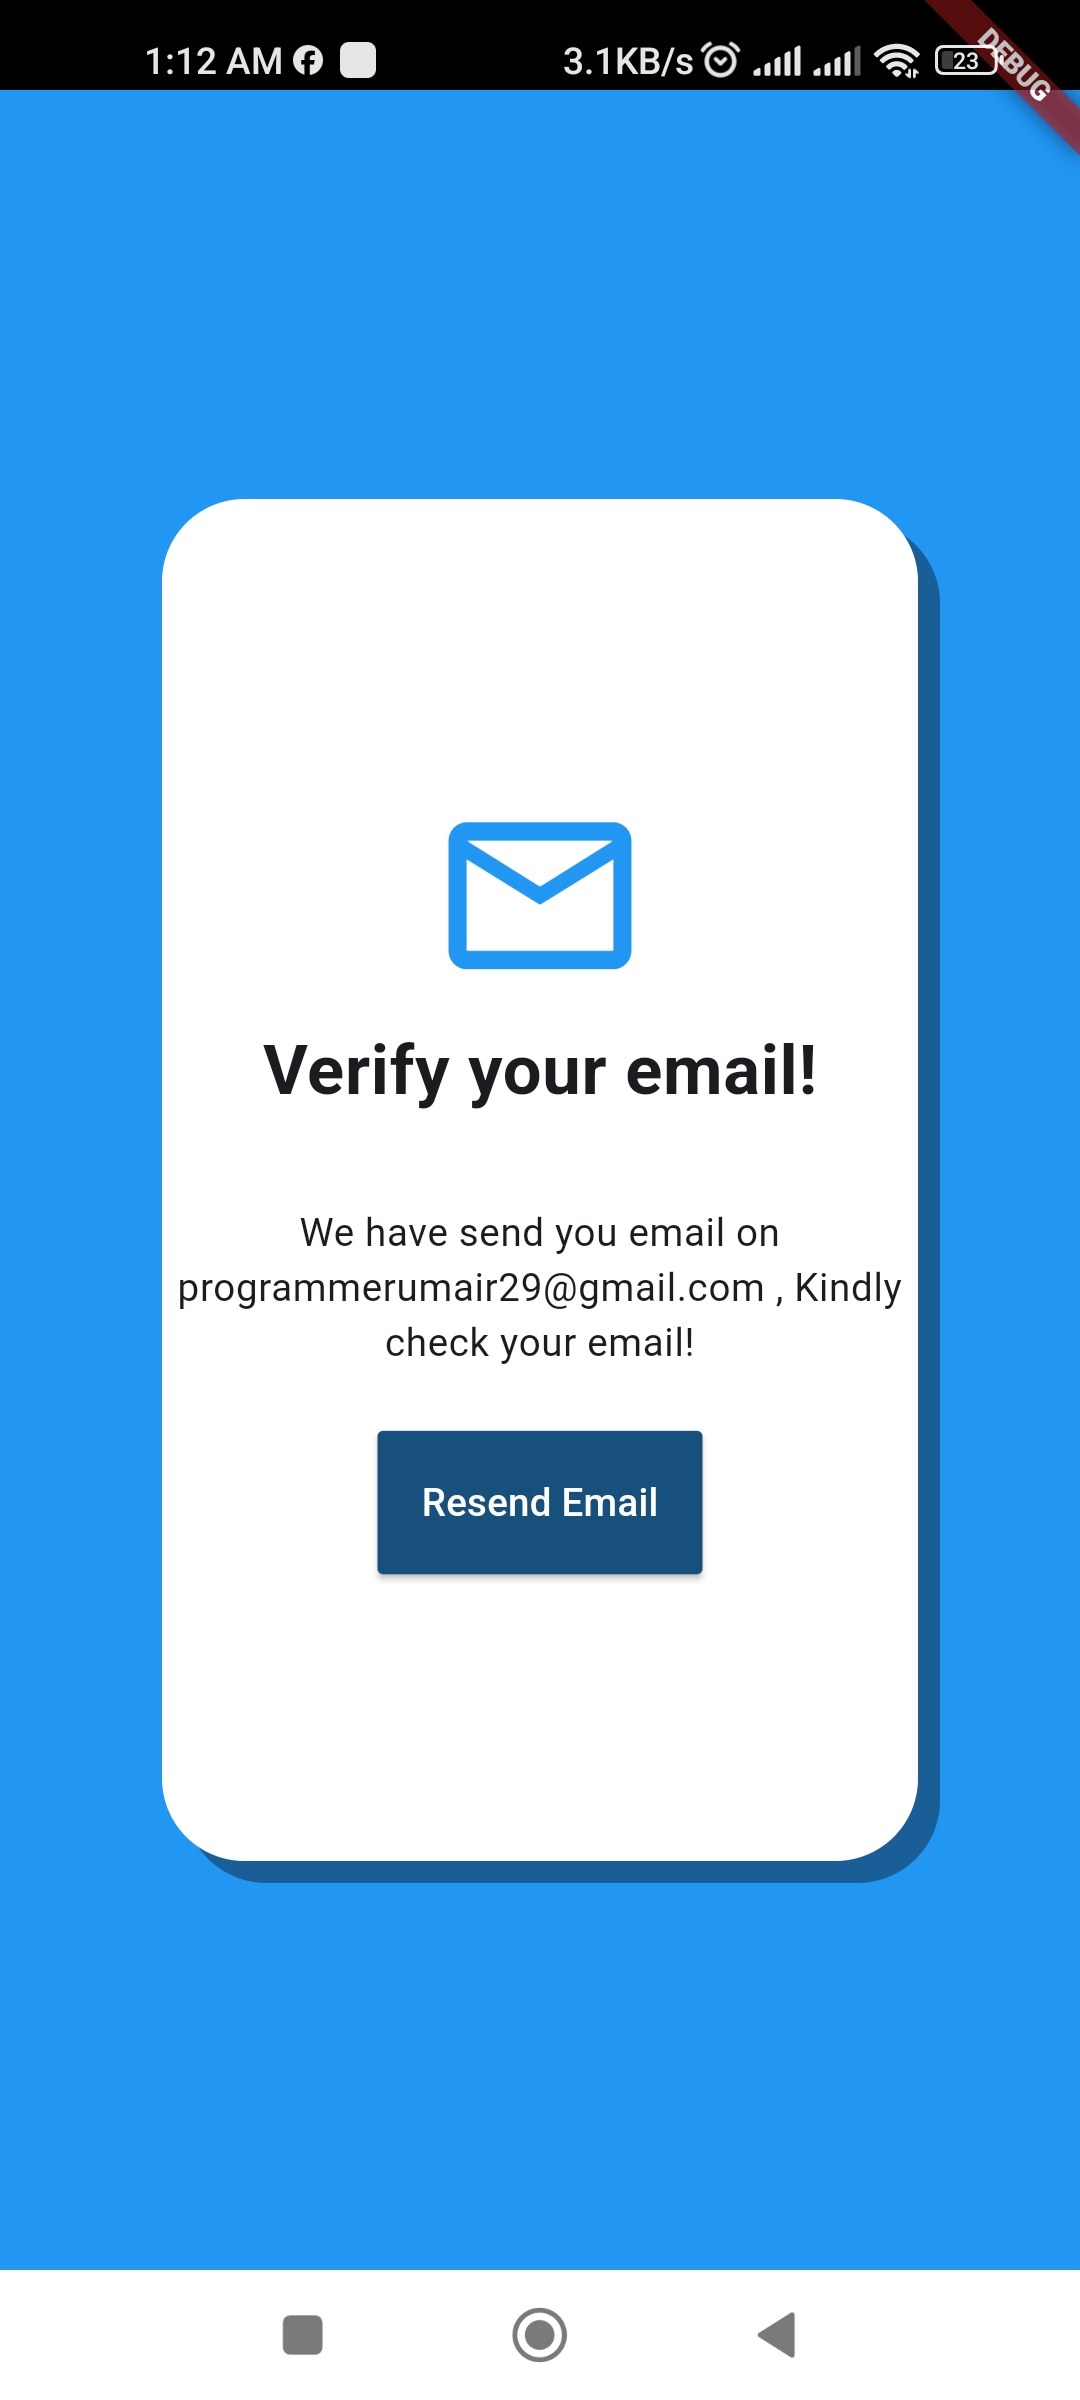 1:12 AM 3.1KB/s 23
DEBUG
Verify your email!
We have send you email on
programmerumair29@gmail.com , Kindly
check your email!
Resend Email